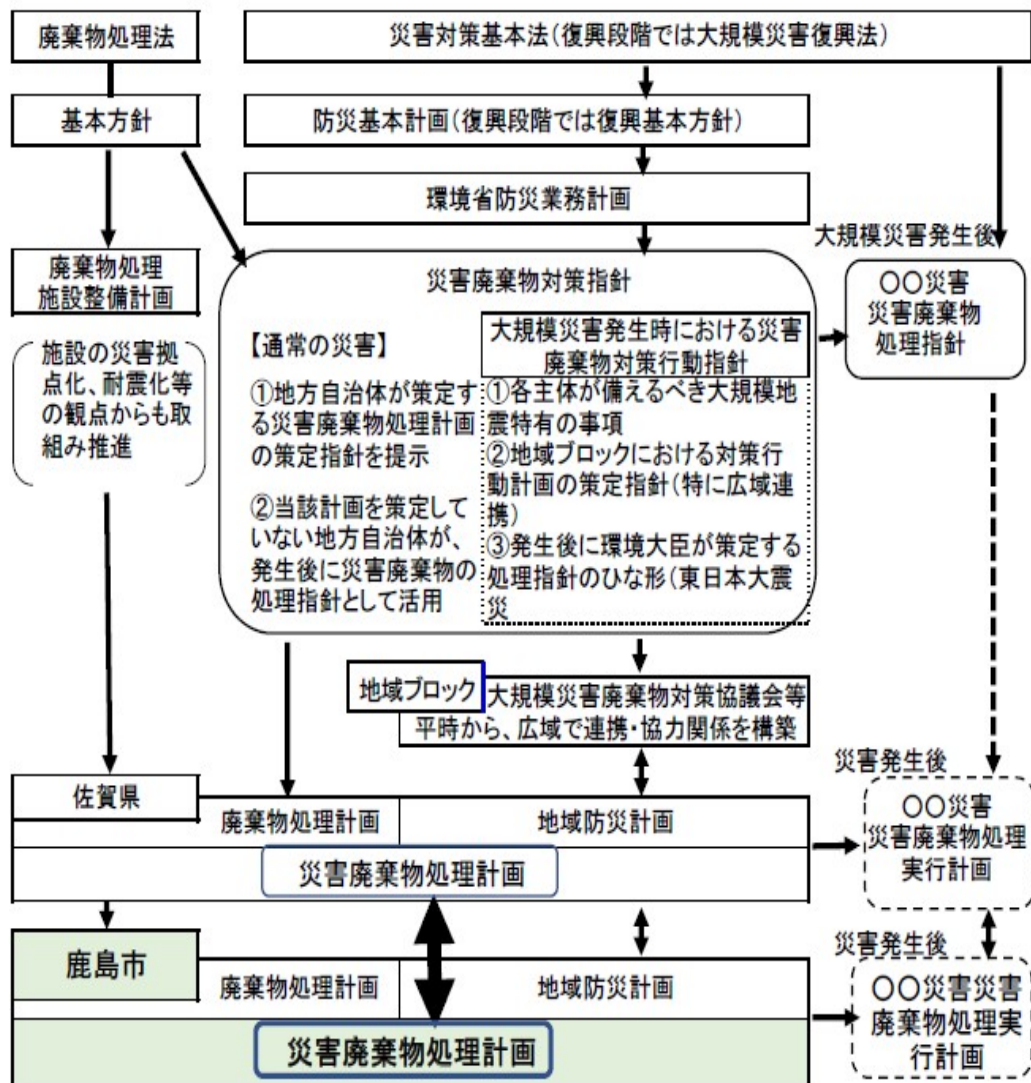 廃棄物処理法
災害対策基本法（復興段階では大規模災害復興法）
基本方針
防災基本計画（復興段階では復興基本方針）
環境省防災業務計画
大規模災害発生後
廃棄物処理
施設整備計画
施設の災害拠
点化、耐震化等
の観点からも取
組み推進
災害廃棄物対策指針
【通常の災害】
①地方自治体が策定す
る災害廃棄物処理計画
の策定指針を提示
②当該計画を策定して
いない地方自治体が、
発生後に災害廃棄物の
処理指針として活用
大規模災害発生時における災害
廃棄物対策行動指針
①各主体が備えるべき大規模地
震特有の事項
②地域ブロックにおける対策行
動計画の策定指針（特に広域連
携）
③発生後に環境大臣が策定する
処理指針のひな形（東日本大震
災
〇〇災害
災害廃棄物
処理指針
地域ブロック
大規模災害廃棄物対策協議会等
平時から、広域で連携・協力関係を構築
佐賀県
廃棄物処理計画
地域防災計画
災害廃棄物処理計画
災害発生後
〇〇災害
災害廃棄物処理
実行計画
鹿島市
廃棄物処理計画
地域防災計画
災害廃棄物処理計画
災害発生後
〇〇災害災害
廃棄物処理実
行計画